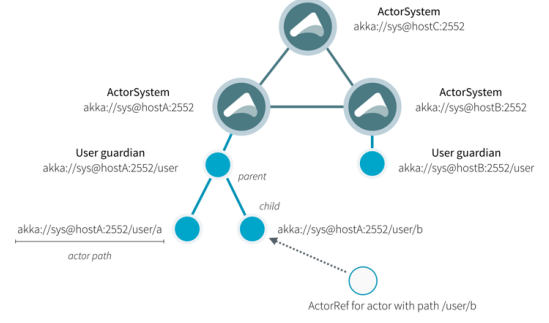 ActorSystem
akka://sys@hostC:2552
ActorSystem
akka://sys@hostA:2552
ActorSystem
akka://sys@hostB:2552
User guardian
akka://sys@hostA:2552/user
User guardian
akka://sys@hostB:2552/user
parent
child
akka://sys@hostA:2552/user/a
akka://sys@hostA:2552/user/b
actor path
ActorRef for actor with path /user/b